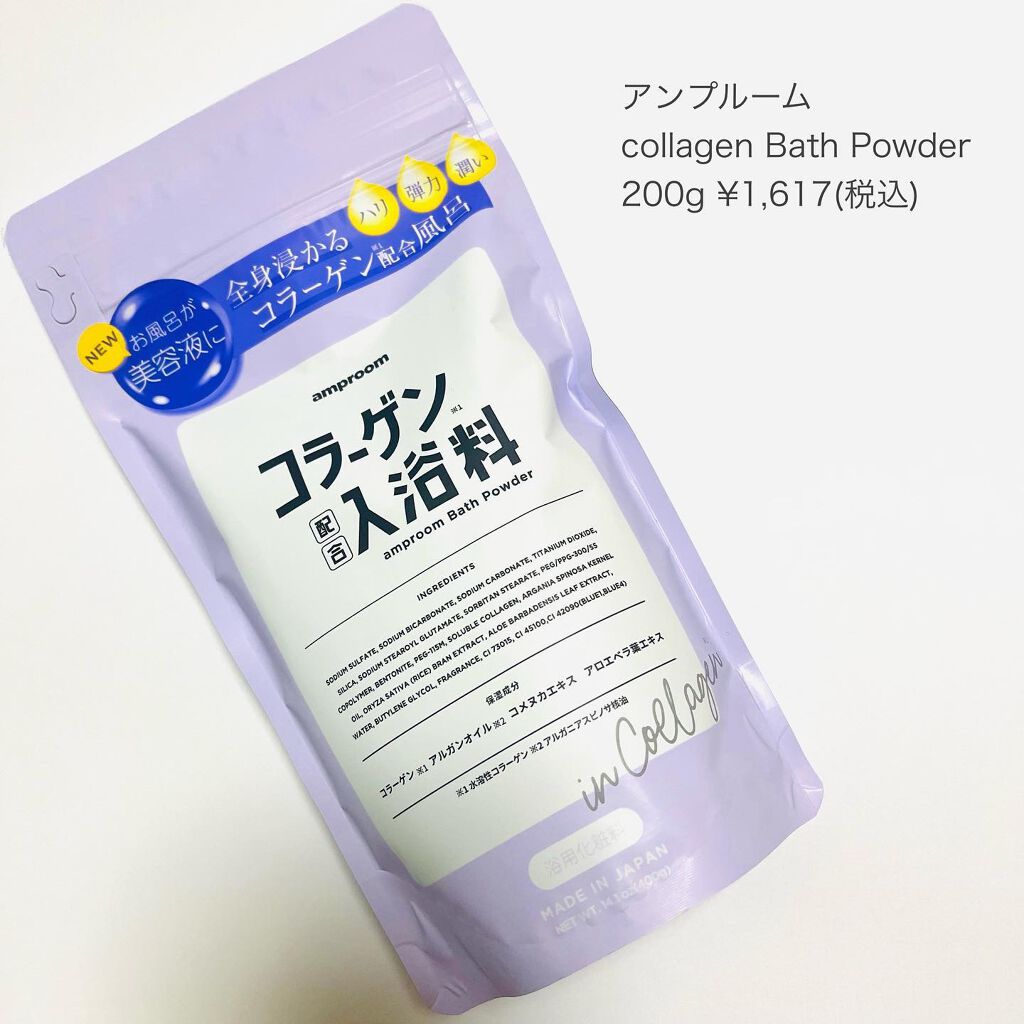 アンプルーム
collagen Bath Powder
200g ¥1,617(税込)
ハリ
弾力
潤い
全身浸かる
コラーゲン※1配合風呂
NEW
お風呂が
美容液に
amproom
コラーゲン※1
配合
入浴料
amproom Bath Powder
INGREDIENTS
SODIUM SULFATE, SODIUM BICARBONATE, SODIUM CARBONATE, TITANIUM DIOXIDE,
SILICA, SODIUM STEAROYL GLUTAMATE, SORBITAN STEARATE, PEG/PPG-300/55
COPOLYMER, BENTONITE, PEG-115M, SOLUBLE COLLAGEN, ARGANIA SPINOSA KERNEL
OIL, ORYZA SATIVA (RICE) BRAN EXTRACT, ALOE BARBADENSIS LEAF EXTRACT,
WATER, BUTYLENE GLYCOL, FRAGRANCE, CI 73015, CI 45100,CI 42090(BLUE1,BLUE4)
保湿成分
コラーゲン ※1 アルガンオイル ※2 コメヌカエキス アロエベラ葉エキス
※1 水溶性コラーゲン ※2 アルガニアスピノサ核油
in Collagen
浴用化粧料
MADE IN JAPAN
NET WT. 14.1 oz.(400g)